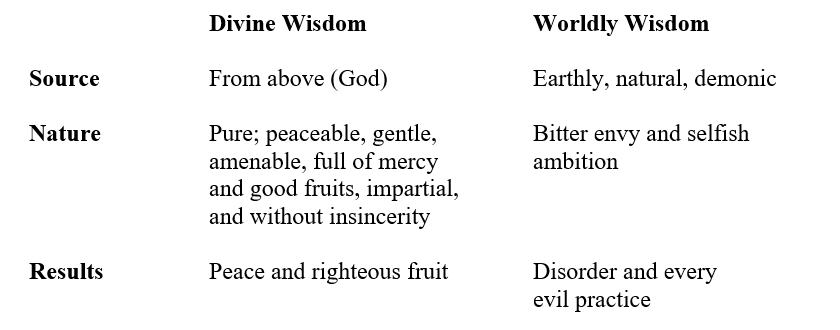 Divine Wisdom Worldly Wisdom
Source From above (God) Earthly, natural, demonic
Nature Pure; peaceable, gentle, Bitter envy and selfish
amenable, full of mercy ambition
and good fruits, impartial,
and without insincerity
Results Peace and righteous fruit Disorder and every
evil practice